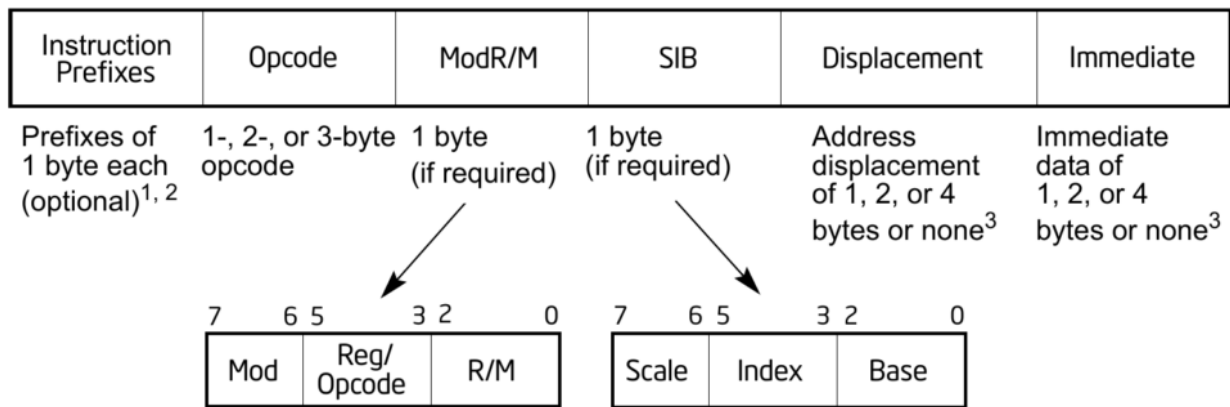 Instruction Prefixes Opcode ModR/M SIB Displacement Immediate
Prefixes of 1 byte each (optional)1, 2
1-, 2-, or 3-byte opcode
1 byte (if required)
1 byte (if required)
Address displacement of 1, 2, or 4 bytes or none3
Immediate data of 1, 2, or 4 bytes or none3
7 6 5 3 2 0
Mod Reg/Opcode R/M
7 6 5 3 2 0
Scale Index Base